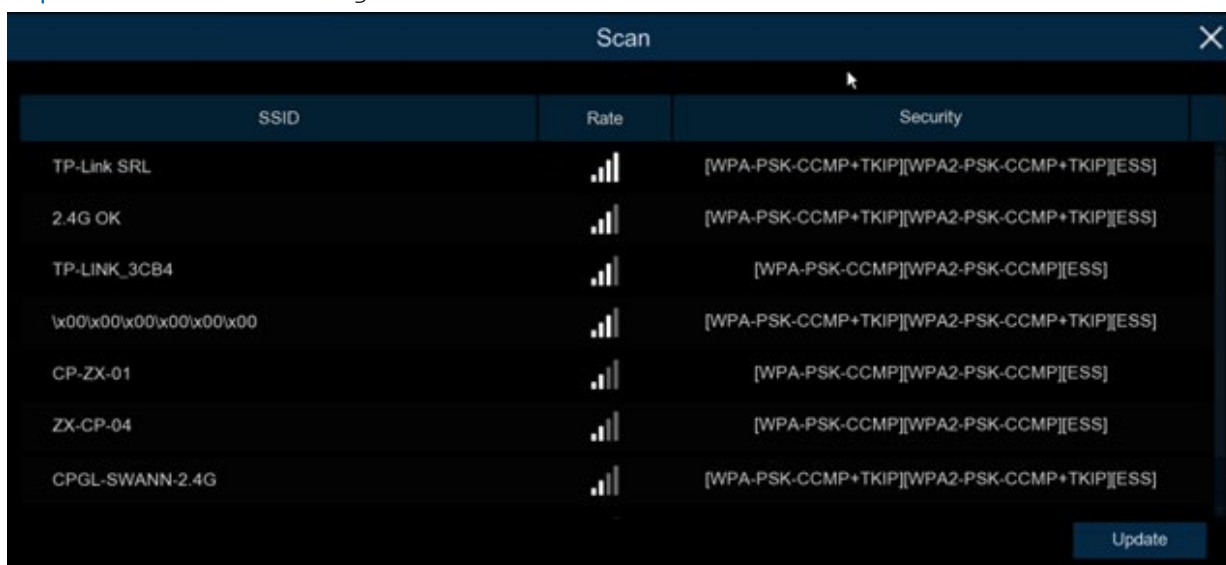 Scan
SSID Rate Security
TP-Link SRL [WPA-PSK-CCMP+TKIP][WPA2-PSK-CCMP+TKIP][ESS]
2.4G OK [WPA-PSK-CCMP+TKIP][WPA2-PSK-CCMP+TKIP][ESS]
TP-LINK_3CB4 [WPA-PSK-CCMP][WPA2-PSK-CCMP][ESS]
\x00\x00\x00\x00\x00\x00 [WPA-PSK-CCMP+TKIP][WPA2-PSK-CCMP+TKIP][ESS]
CP-ZX-01 [WPA-PSK-CCMP][WPA2-PSK-CCMP][ESS]
ZX-CP-04 [WPA-PSK-CCMP][WPA2-PSK-CCMP][ESS]
CPGL-SWANN-2.4G [WPA-PSK-CCMP+TKIP][WPA2-PSK-CCMP+TKIP][ESS]
Update